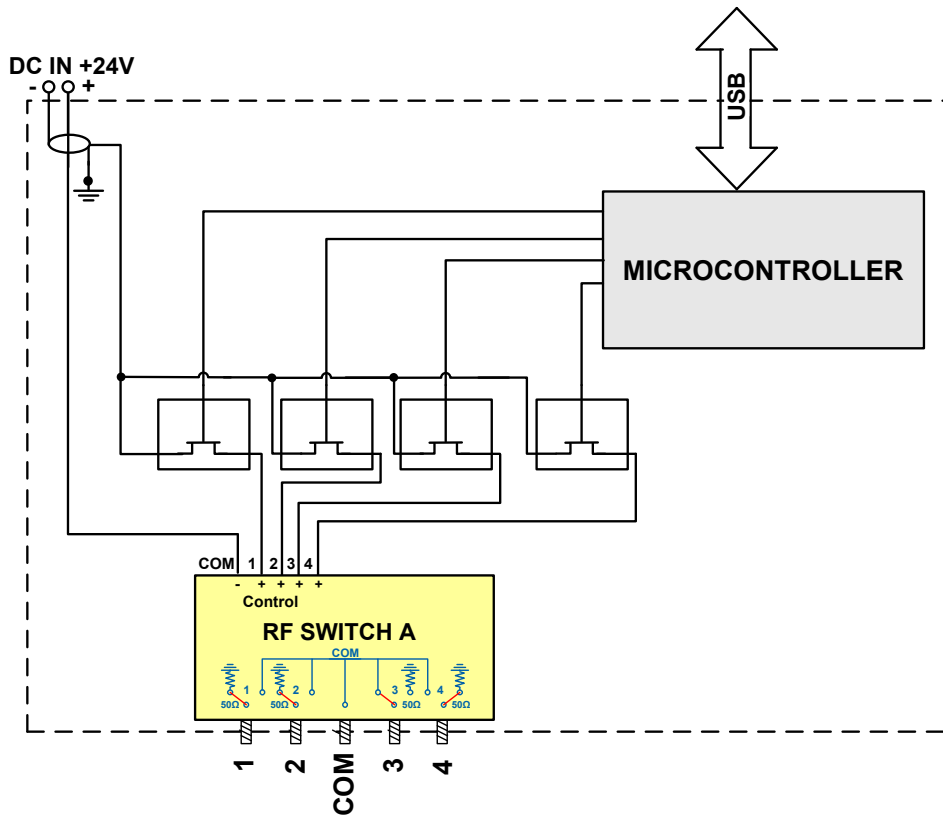 DC IN +24V
- +
USB
MICROCONTROLLER
COM 1 2 3 4
- + + + +
Control
RF SWITCH A
COM
1 2 3 4
50Ω 50Ω 50Ω 50Ω
1 2 COM 3 4